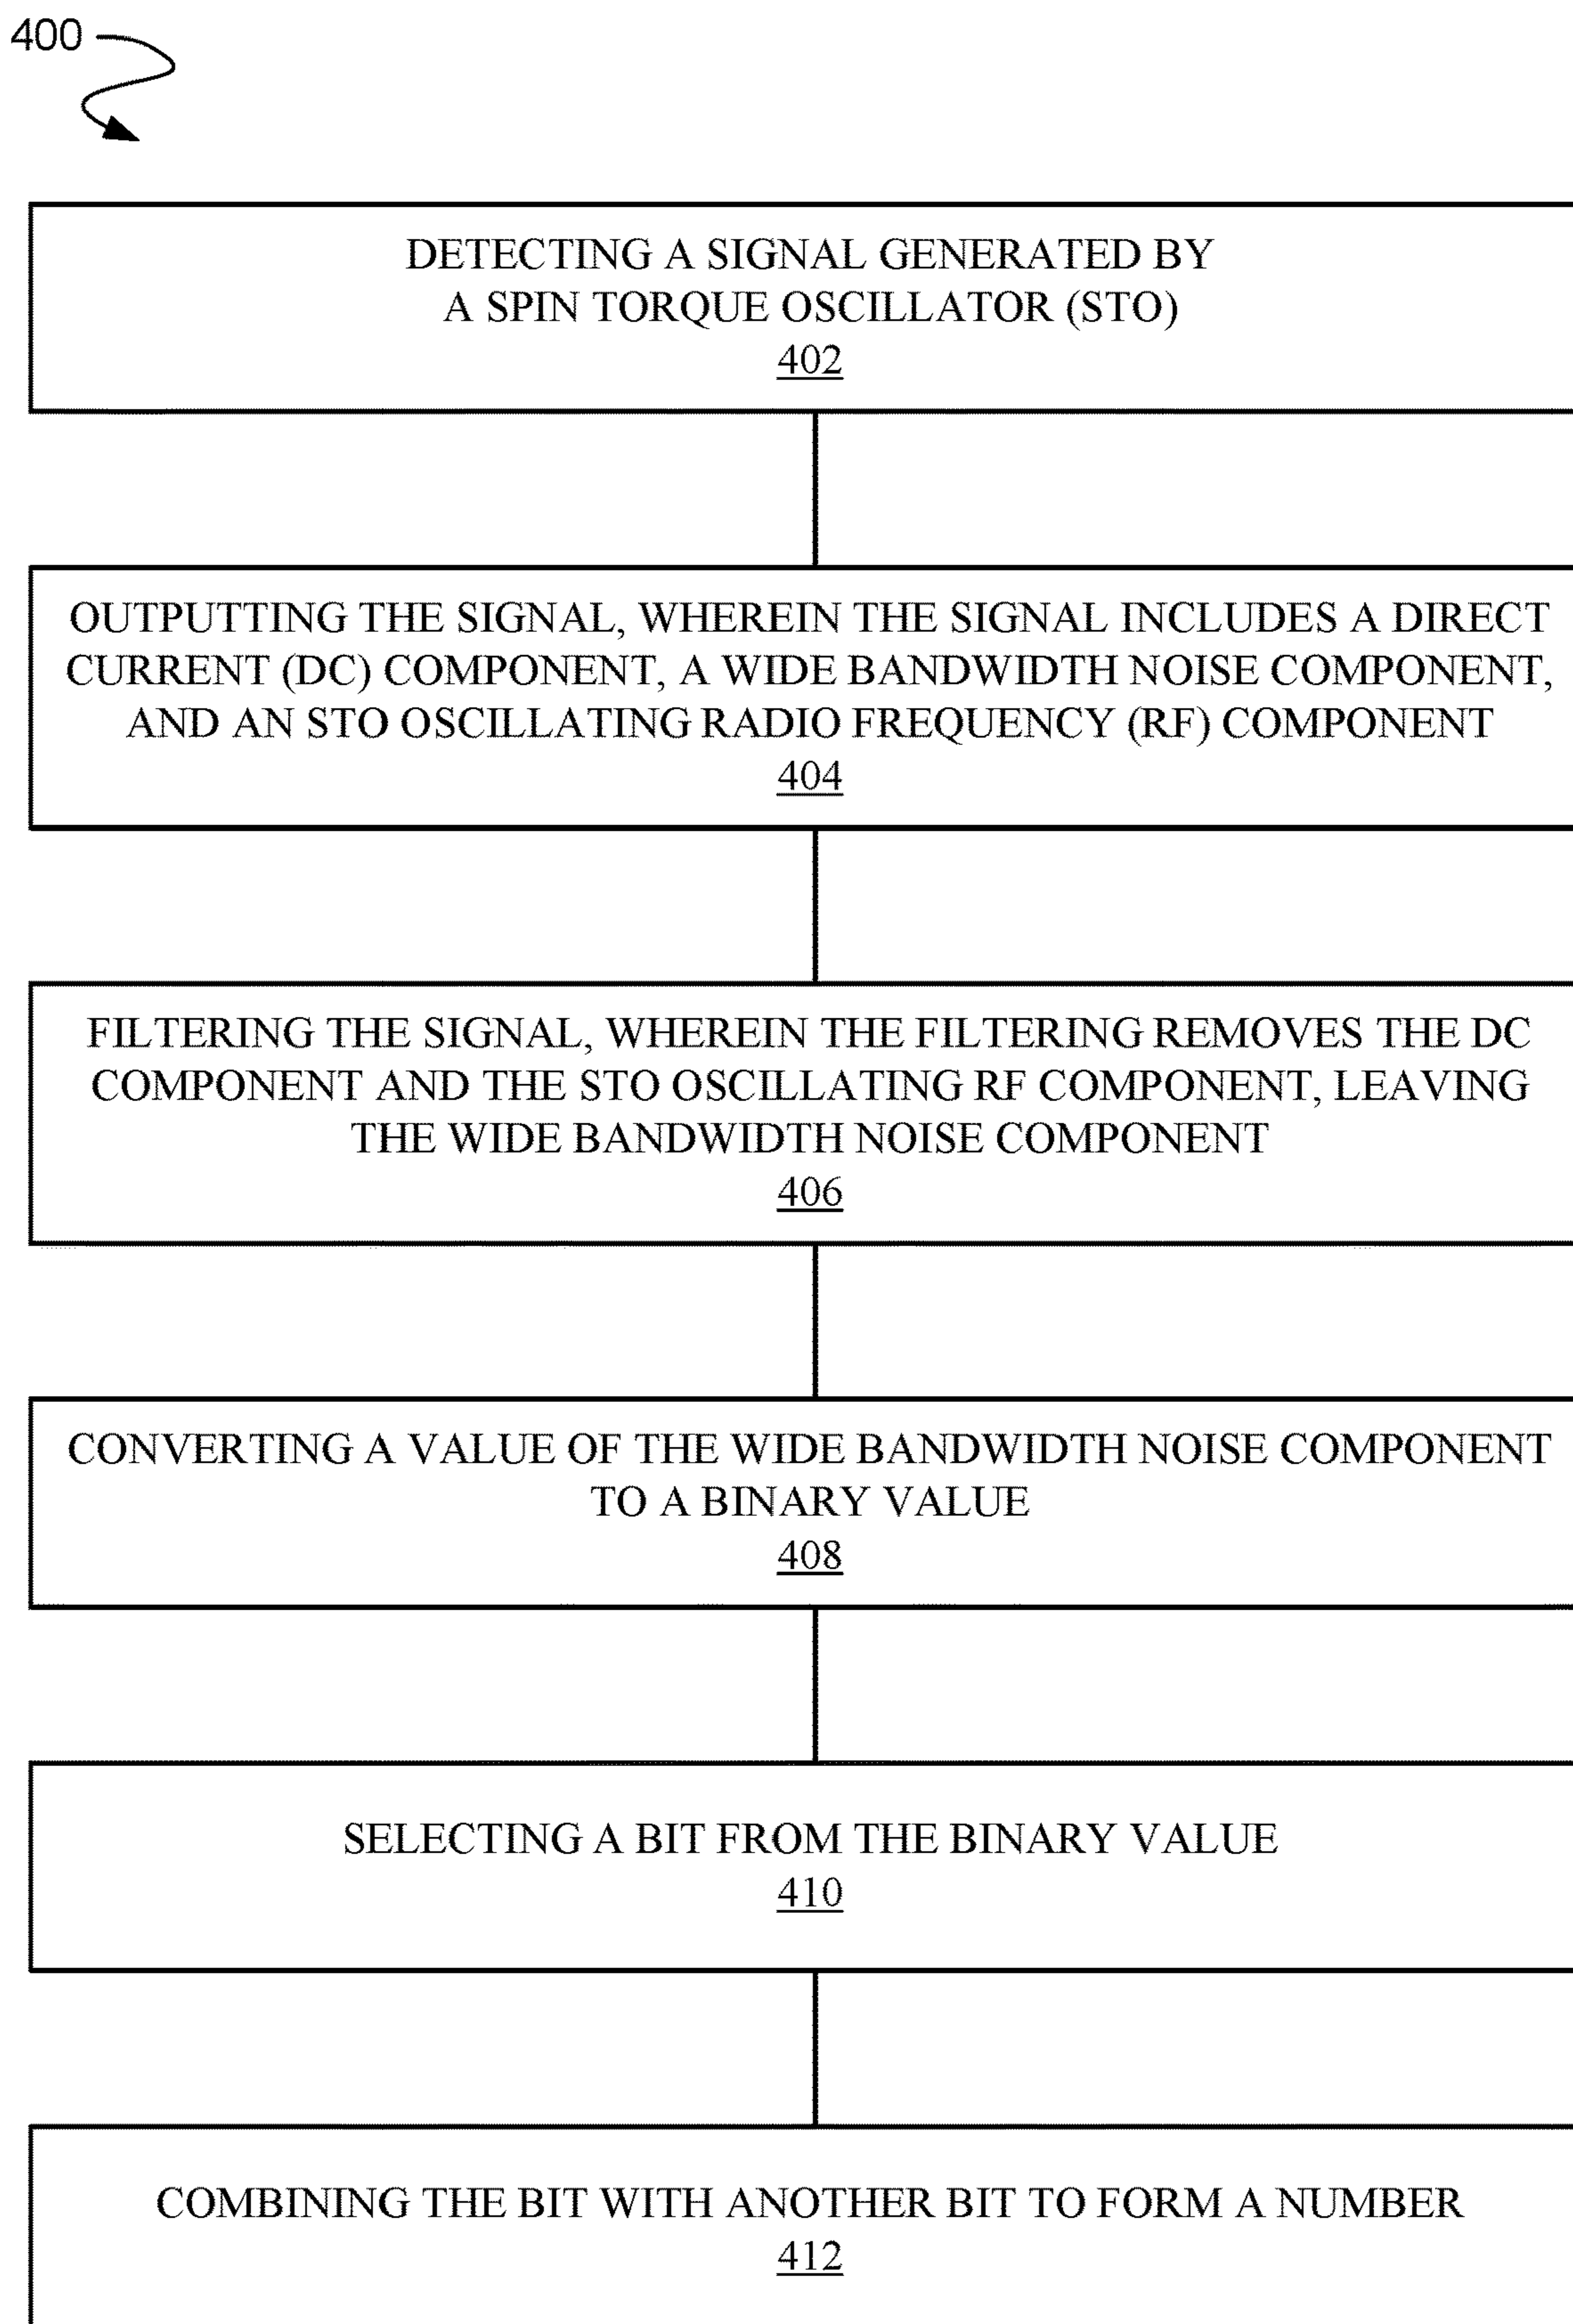 400
DETECTING A SIGNAL GENERATED BY
A SPIN TORQUE OSCILLATOR (STO)
402
OUTPUTTING THE SIGNAL, WHEREIN THE SIGNAL INCLUDES A DIRECT
CURRENT (DC) COMPONENT, A WIDE BANDWIDTH NOISE COMPONENT,
AND AN STO OSCILLATING RADIO FREQUENCY (RF) COMPONENT
404
FILTERING THE SIGNAL, WHEREIN THE FILTERING REMOVES THE DC
COMPONENT AND THE STO OSCILLATING RF COMPONENT, LEAVING
THE WIDE BANDWIDTH NOISE COMPONENT
406
CONVERTING A VALUE OF THE WIDE BANDWIDTH NOISE COMPONENT
TO A BINARY VALUE
408
SELECTING A BIT FROM THE BINARY VALUE
410
COMBINING THE BIT WITH ANOTHER BIT TO FORM A NUMBER
412